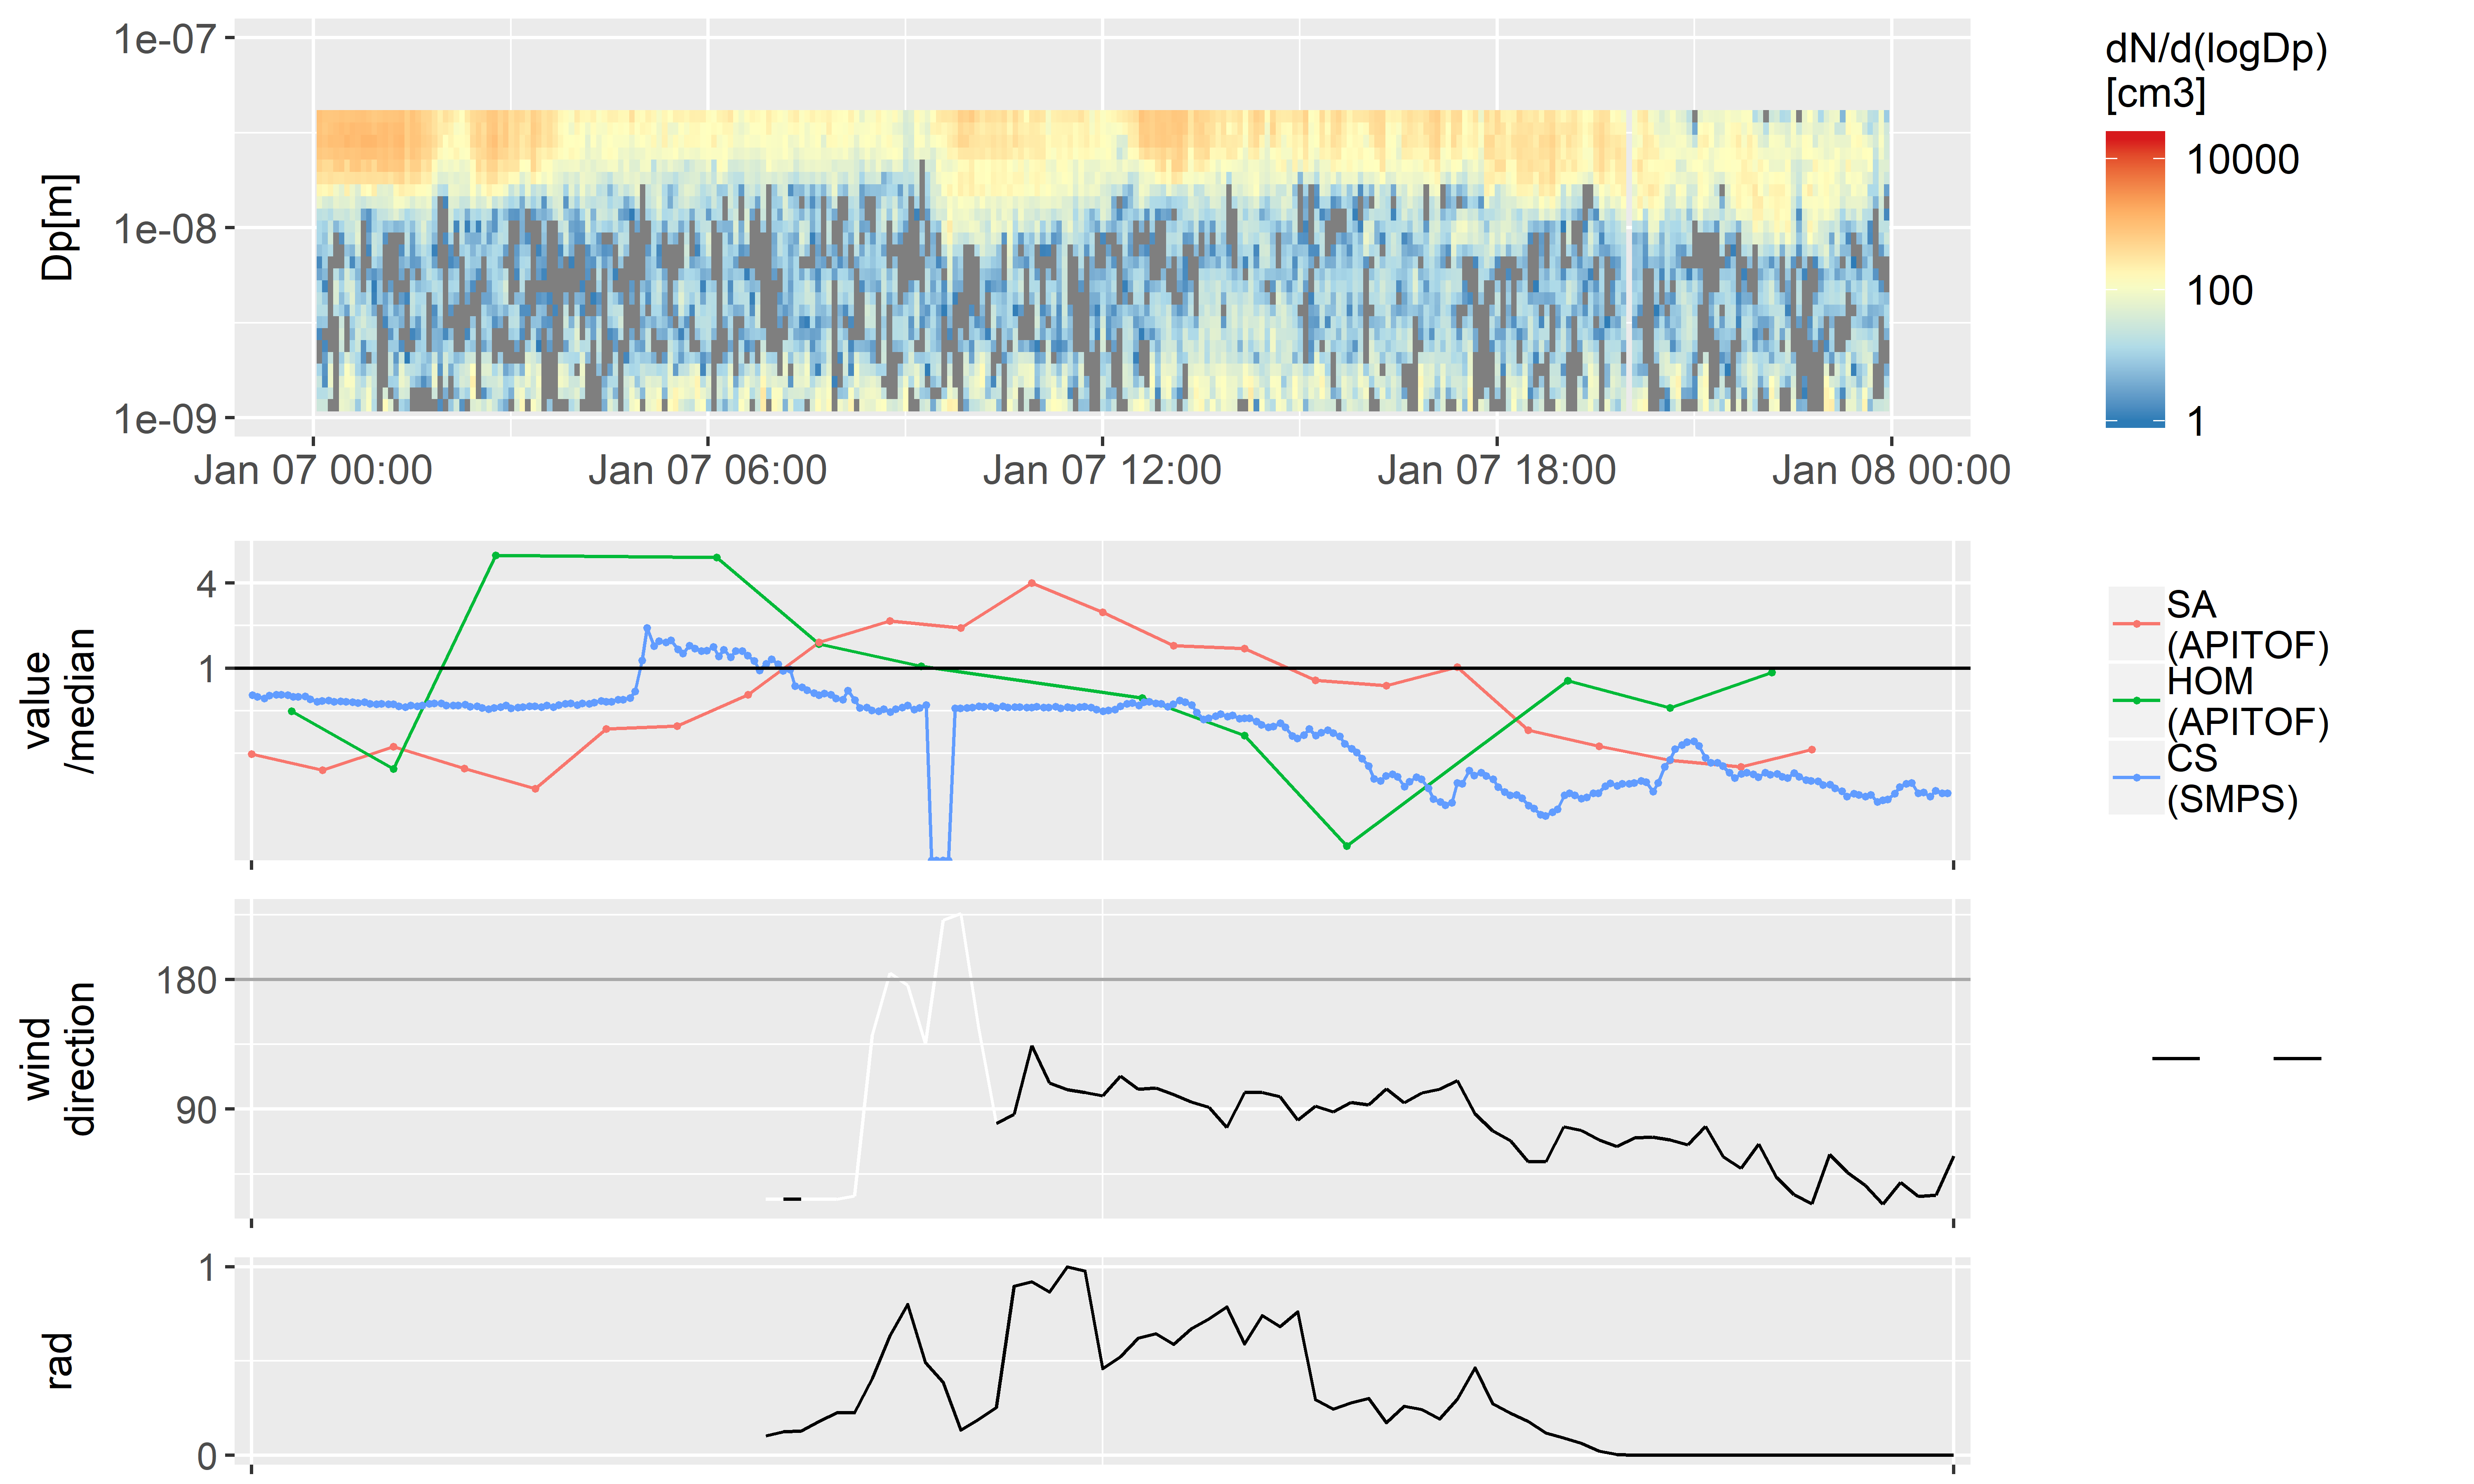 1e-07
1e-08
1e-09
Dp[m]
Jan 07 00:00
Jan 07 06:00
Jan 07 12:00
Jan 07 18:00
Jan 08 00:00
dN/d(logDp)
[cm3]
10000
100
1
4
1
value
/median
SA
(APITOF)
HOM
(APITOF)
CS
(SMPS)
180
90
wind
direction
1
0
rad